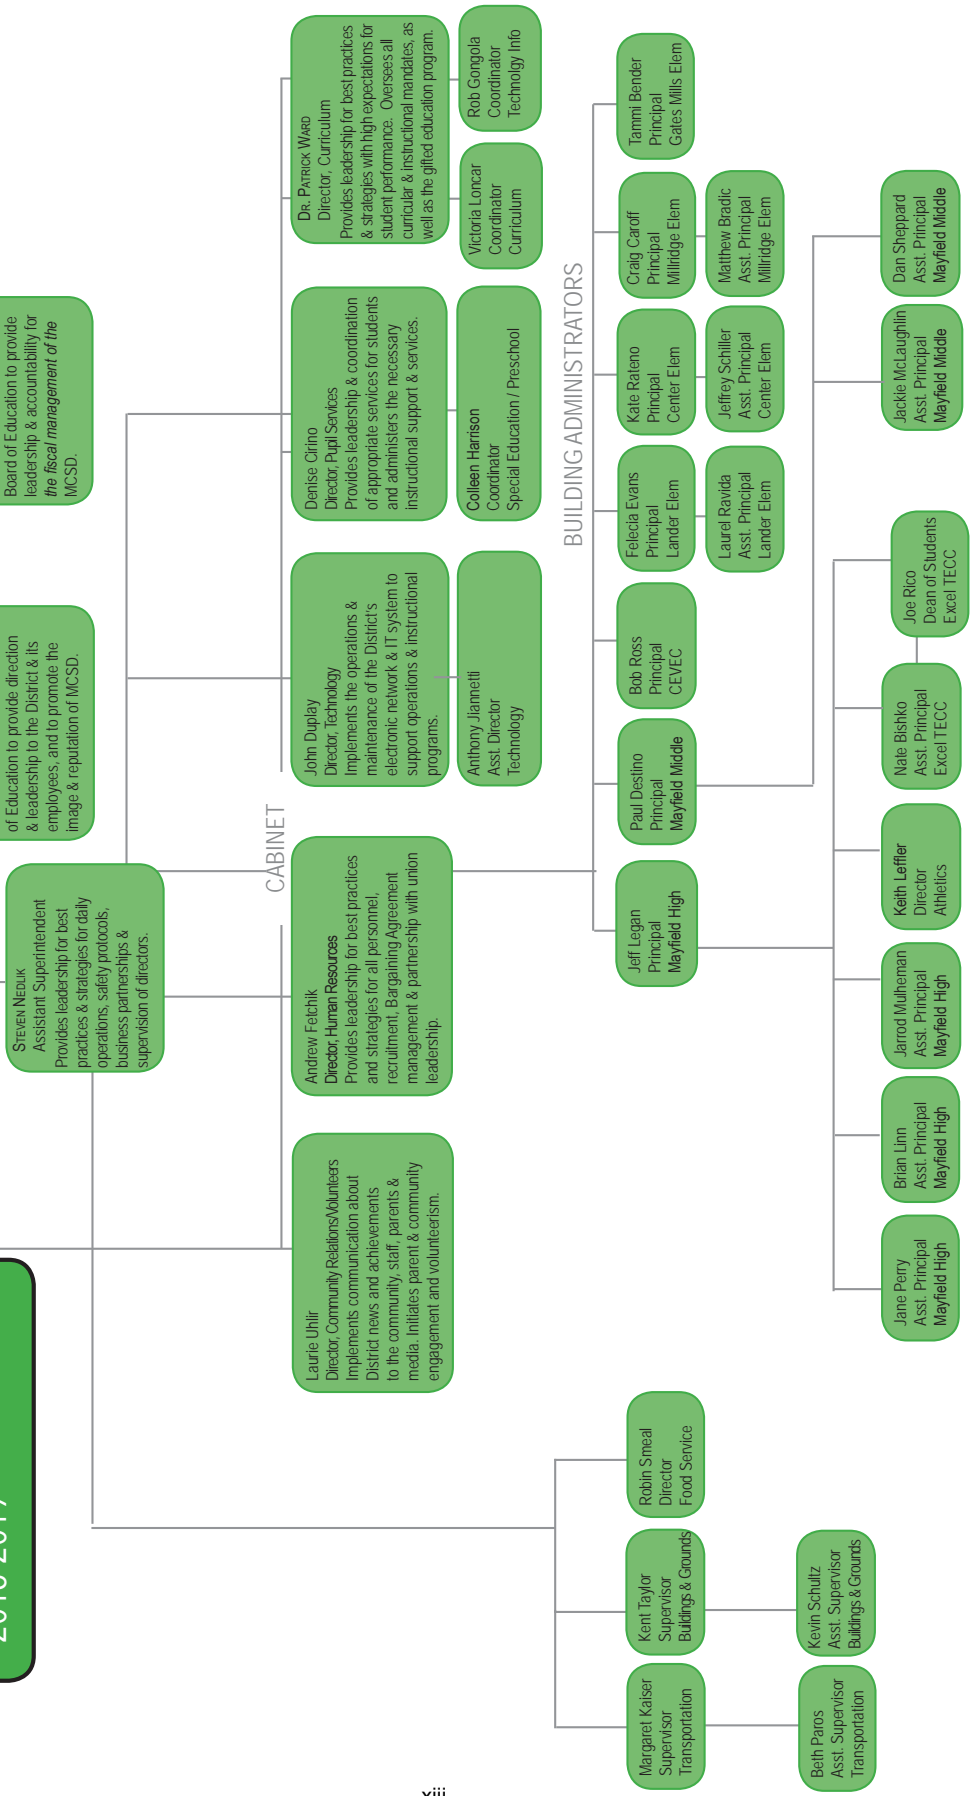 of Education to provide direction
& leadership to the District & its
employees, and to promote the
image & reputation of MCSD.
Board of Education to provide
leadership & accountability for
the fiscal management of the
MCSD.
STEVEN NEDLIK
Assistant Superintendent
Provides leadership for best
practices & strategies for daily
operations, safety protocols,
business partnerships &
supervision of directors.
CABINET
Laurie Uhlir
Director, Community Relations/Volunteers
Implements communication about
District news and achievements
to the community, staff, parents &
media. Initiates parent & community
engagement and volunteerism.
Andrew Fetchik
Director, Human Resources
Provides leadership for best practices
and strategies for all personnel,
recruitment, Bargaining Agreement
management & partnership with union
leadership.
John Duplay
Director, Technology
Implements the operations &
maintenance of the District's
electronic network & IT system to
support operations & instructional
programs.
Denise Cirino
Director, Pupil Services
Provides leadership & coordination
of appropriate services for students
and administers the necessary
instructional support & services.
DR. PATRICK WARD
Director, Curriculum
Provides leadership for best practices
& strategies with high expectations for
student performance. Oversees all
curricular & instructional mandates, as
well as the gifted education program.
Anthony Jiannetti
Asst. Director
Technology
Colleen Harrison
Coordinator
Special Education / Preschool
Victoria Loncar
Coordinator
Curriculum
Rob Gongola
Coordinator
Technolgy Info
BUILDING ADMINISTRATORS
Margaret Kaiser
Supervisor
Transportation
Kent Taylor
Supervisor
Buildings & Grounds
Robin Smeal
Director
Food Service
Jeff Legan
Principal
Mayfield High
Paul Destino
Principal
Mayfield Middle
Bob Ross
Principal
CEVEC
Felecia Evans
Principal
Lander Elem
Kate Rateno
Principal
Center Elem
Craig Caroff
Principal
Millridge Elem
Tammi Bender
Principal
Gates Mills Elem
Laurel Ravida
Asst. Principal
Lander Elem
Jeffrey Schiller
Asst. Principal
Center Elem
Matthew Bradic
Asst. Principal
Millridge Elem
Beth Paros
Asst. Supervisor
Transportation
Kevin Schultz
Asst. Supervisor
Buildings & Grounds
Jane Perry
Asst. Principal
Mayfield High
Brian Linn
Asst. Principal
Mayfield High
Jarrod Mulheman
Asst. Principal
Mayfield High
Keith Leffler
Director
Athletics
Nate Bishko
Asst. Principal
Excel TECC
Joe Rico
Dean of Students
Excel TECC
Jackie McLaughlin
Asst. Principal
Mayfield Middle
Dan Sheppard
Asst. Principal
Mayfield Middle
xiii